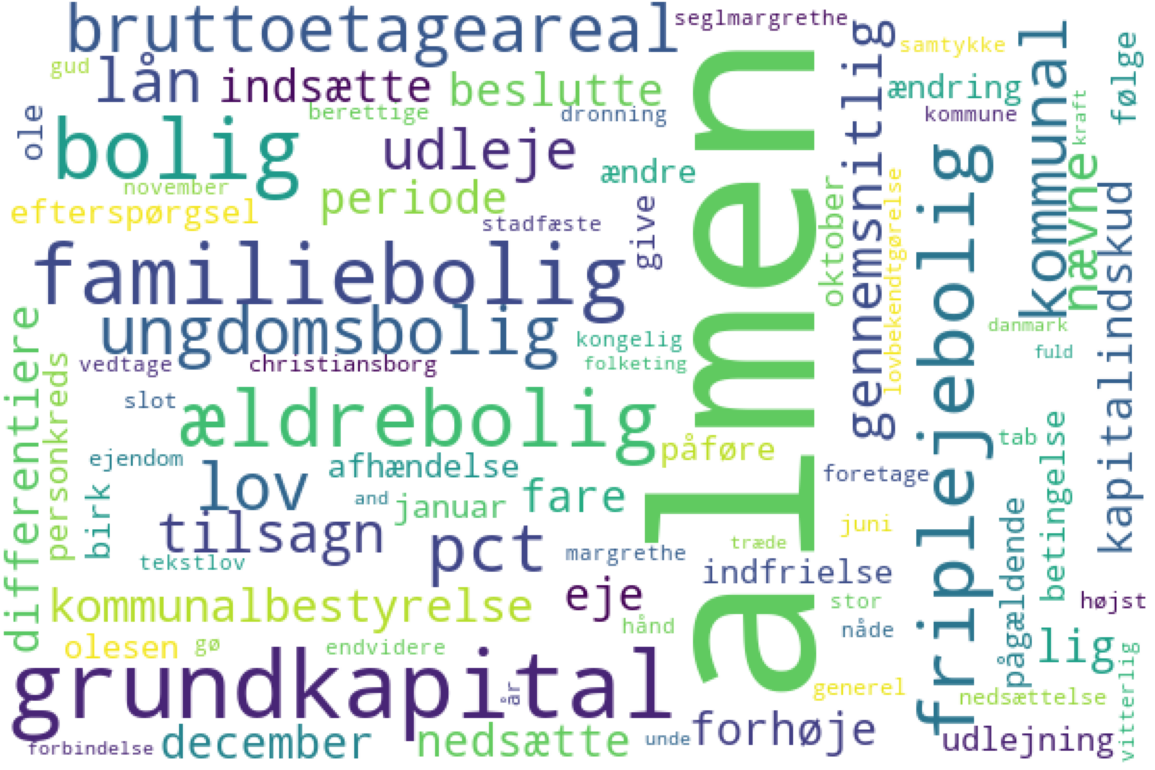 bruttoetageareal
seglmargrethe
samtykke
gud
lån
indsætte
beslutte
berettige
dronning
ændring
kommune
ole
bolig
udleje
ændre
november
periode
efterspørgsel
stadfæste
give
almen
oktober
gennemsnitlig
lovbekendtgørelse
friplejebolig
kommunal
kraft
nævne
følge
kapitalindskud
familiebolig
ungdomsbolig
kongelig
folketing
danmark
fuld
vedtage
christiansborg
differentiere
personkreds
slot
ældrebolig
påføre
tab
betingelse
ejendom
lov
afhændelse
foretage
birk
and
januar
fare
tilsagn
pct
juni
margrethe
træde
tekstlov
indfrielse
pågældende
kommunalbestyrelse
eje
stor
højst
hånd
nåde
olesen
gø
endvidere
lig
grundkapital
år
generel
nedsættelse
vitterlig
forbindelse
december
nedsætte
unde
forhøje
udlejning